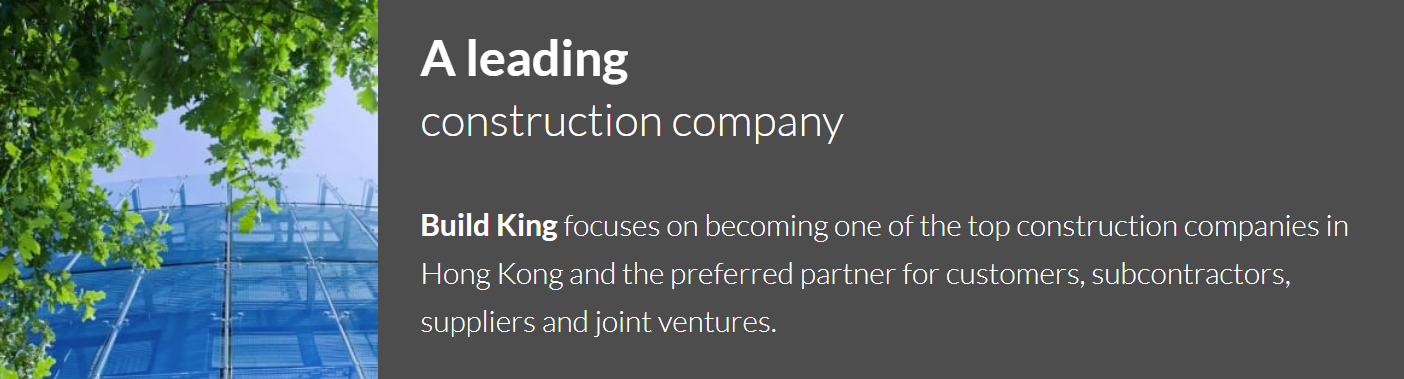 A leading
construction company
Build King focuses on becoming one of the top construction companies in
Hong Kong and the preferred partner for customers, subcontractors,
suppliers and joint ventures.